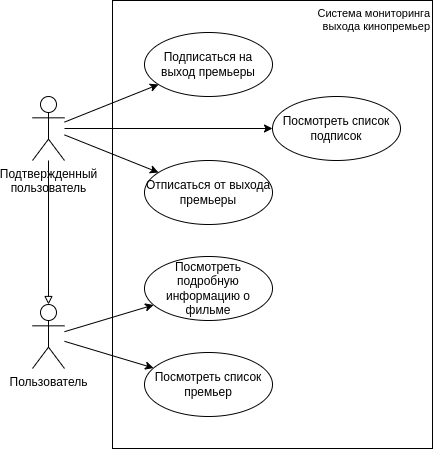 Система мониторинга
выхода кинопремьер
Подписаться на
выход премьеры
Посмотреть список
подписок
Подтвержденный
пользователь
Отписаться от выхода
премьеры
Посмотреть
подробную
информацию о
фильме
Пользователь
Посмотреть список
премьер